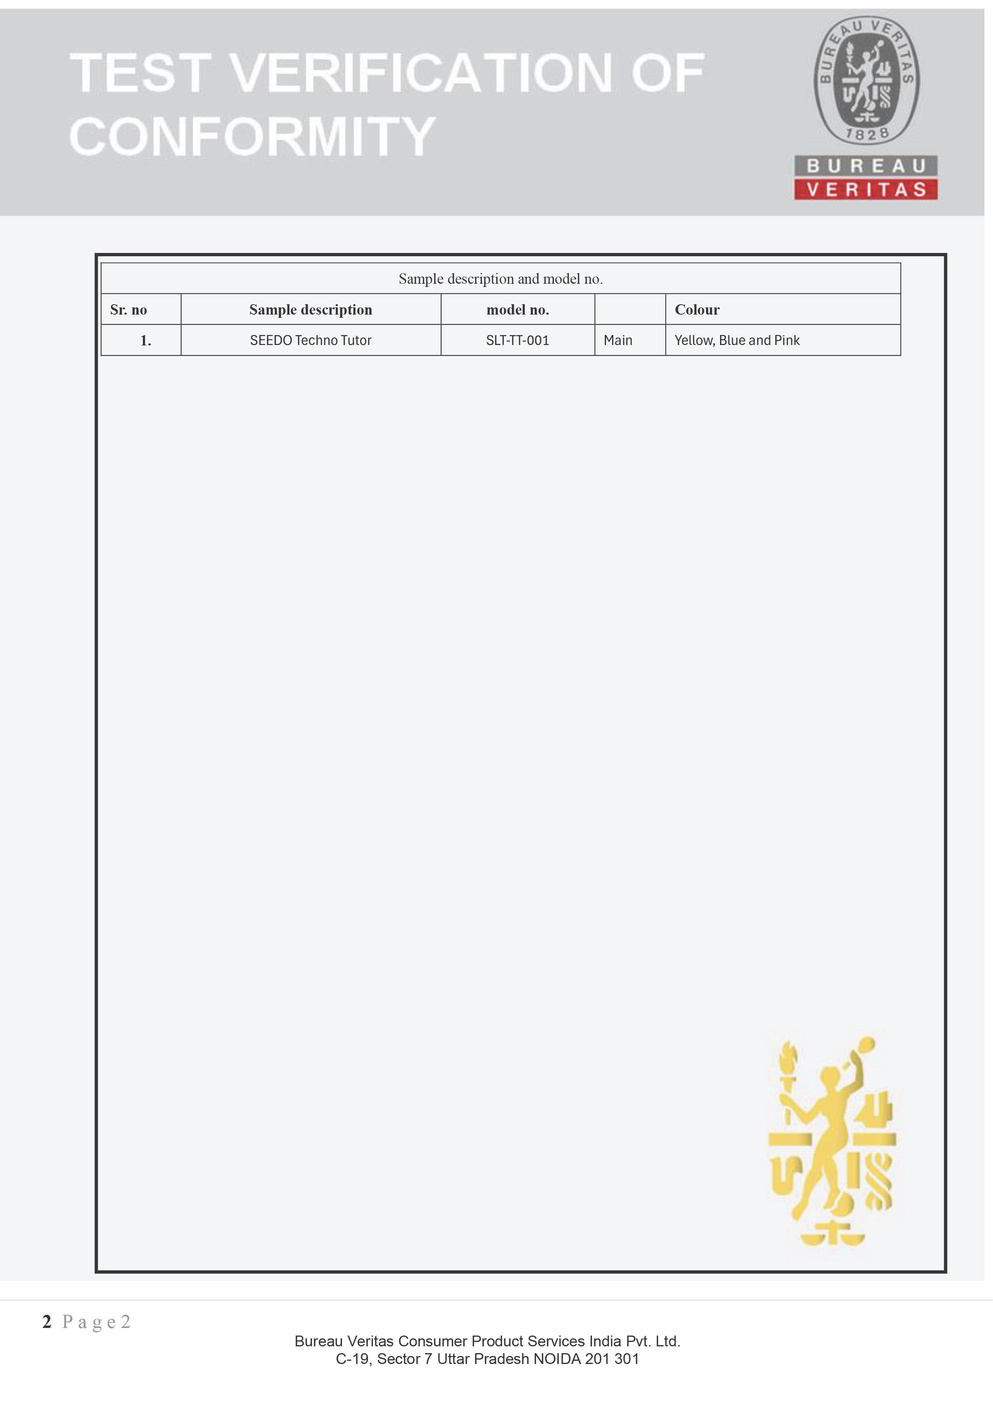 TEST VERIFICATION OF
CONFORMITY
BUREAU VERITAS
1828
BUREAU
VERITAS
Sample description and model no.
Sr. no Sample description model no. Colour
1. SEEDO Techno Tutor SLT-TT-001 Main Yellow, Blue and Pink
2 Page2
Bureau Veritas Consumer Product Services India Pvt. Ltd.
C-19, Sector 7 Uttar Pradesh NOIDA 201 301